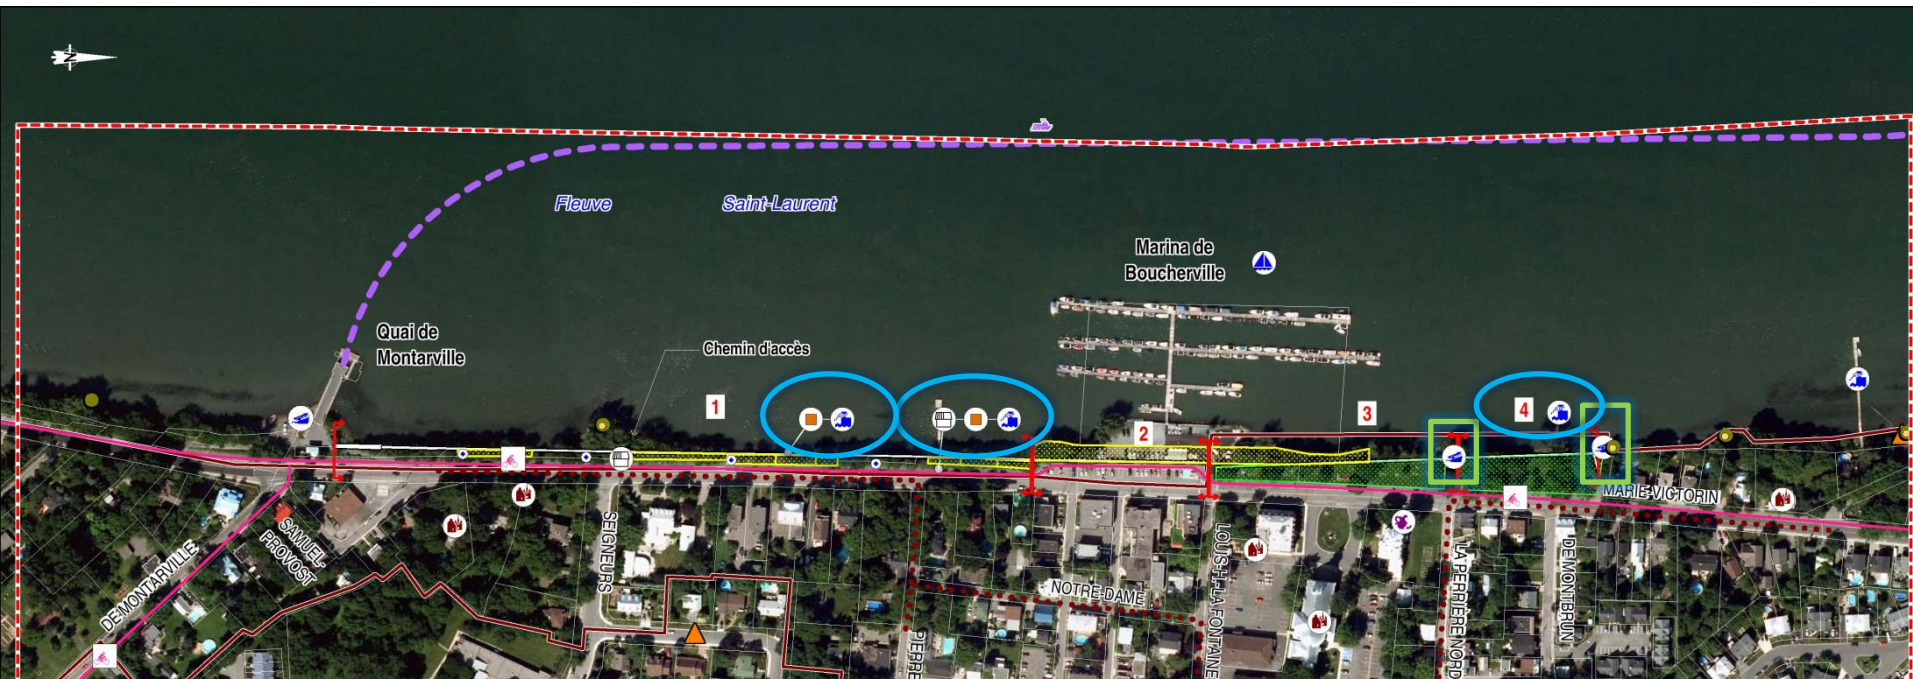 N
Fleuve Saint-Laurent
Marina de
Boucherville
Quai de
Montarville
Chemin d'accès
1
2
3
4
MARIE-VICTORIN
DE MONTARVILLE
SAMUEL-
PROVOST
SEIGNEURS
PIERRE
NOTRE-DAME
LOUIS-H-LA FONTAINE
LA PERRIÈRE NORD
DE MONTBRUN